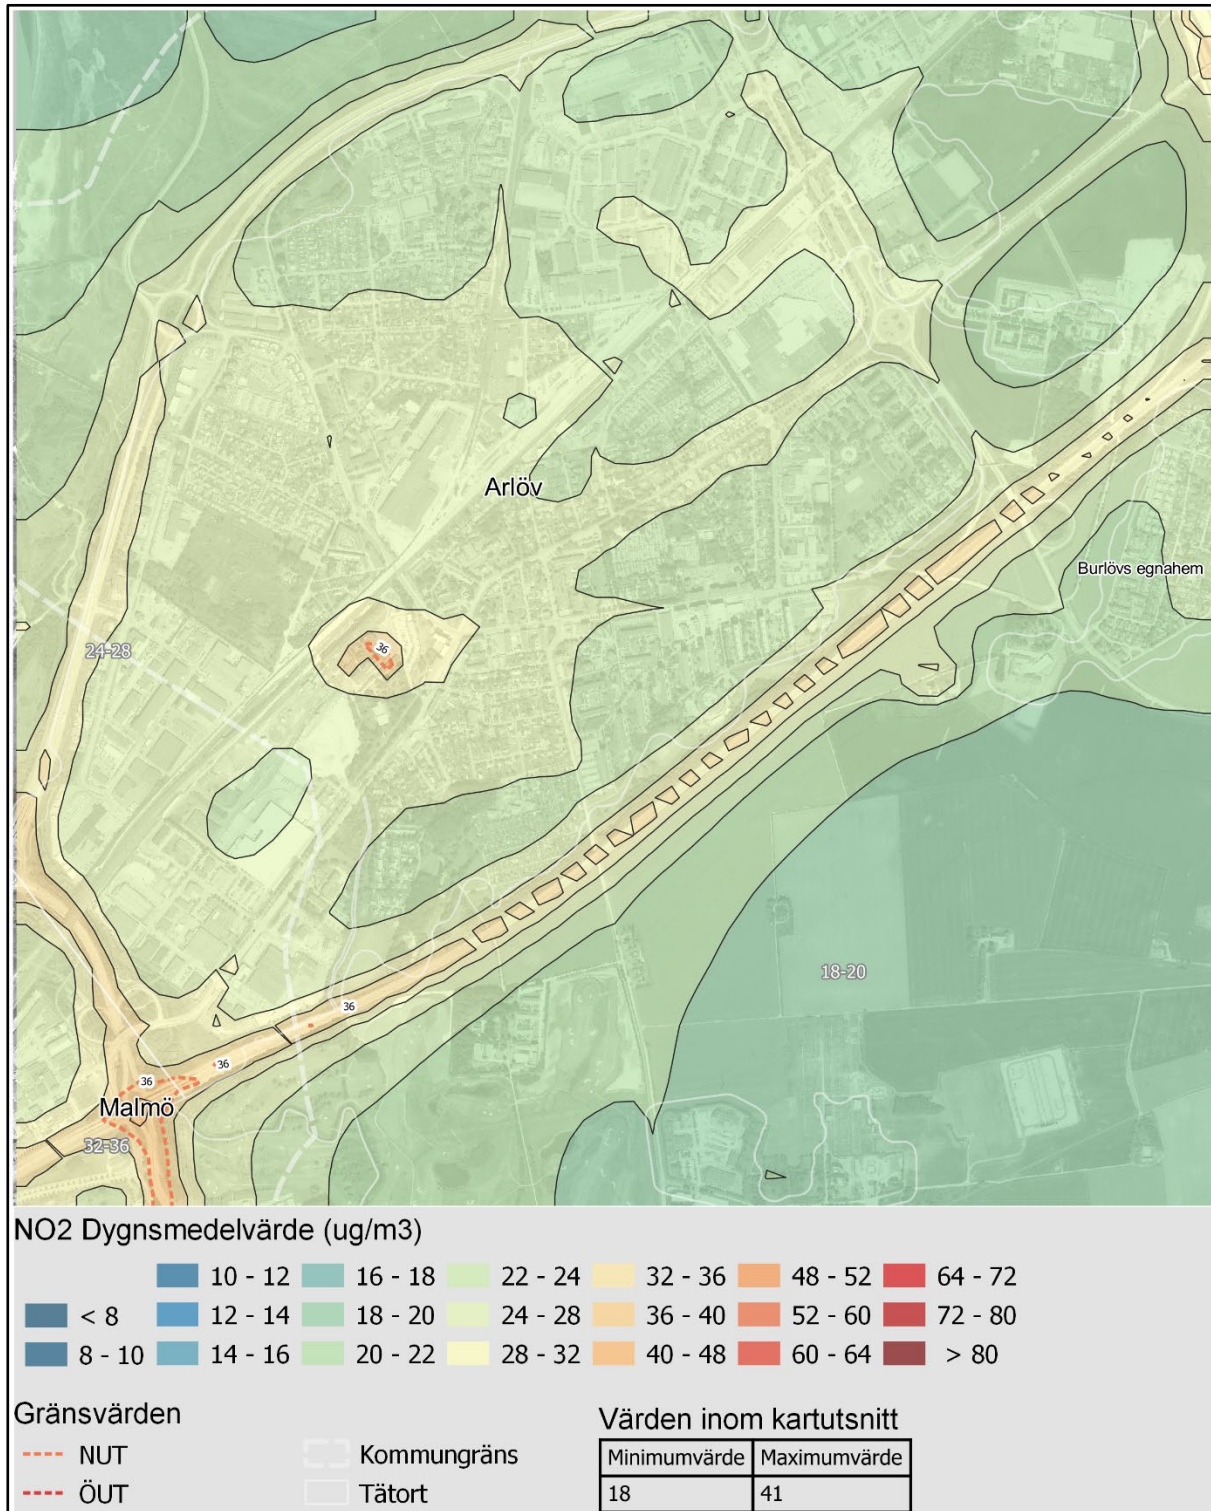 Arlöv
Burlövs egnahem
36
24-28
18-20
36
36
36
Malmö
32-36
NO2 Dygnsmedelvärde (ug/m3)
10 - 12 16 - 18 22 - 24 32 - 36 48 - 52 64 - 72
< 8 12 - 14 18 - 20 24 - 28 36 - 40 52 - 60 72 - 80
8 - 10 14 - 16 20 - 22 28 - 32 40 - 48 60 - 64 > 80
Gränsvärden
NUT
ÖUT
Kommungräns
Tätort
Värden inom kartutsnitt
Minimumvärde Maximumvärde
18 41